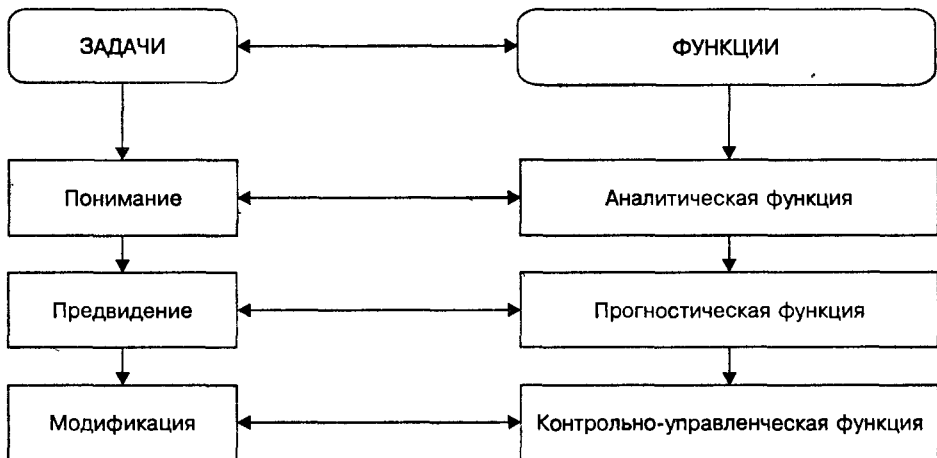 ЗАДАЧИ
ФУНКЦИИ
Понимание
Аналитическая функция
Предвидение
Прогностическая функция
Модификация
Контрольно-управленческая функция